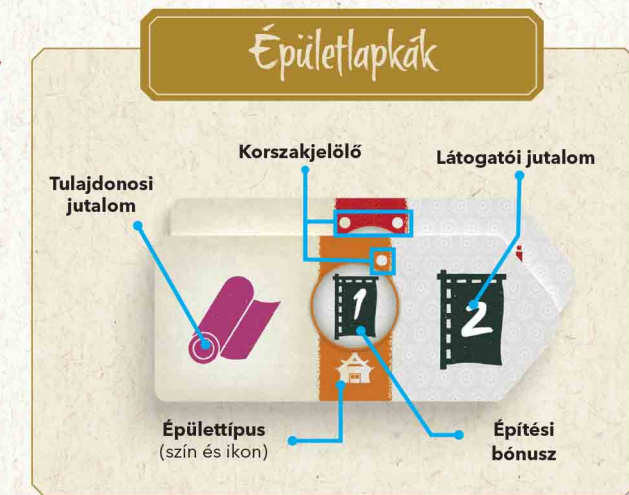 Épületlapkák
Korszakjelölő
Látogatói jutalom
Tulajdonosi
jutalom
1
2
Épülettípus
(szín és ikon)
Építési
bónusz